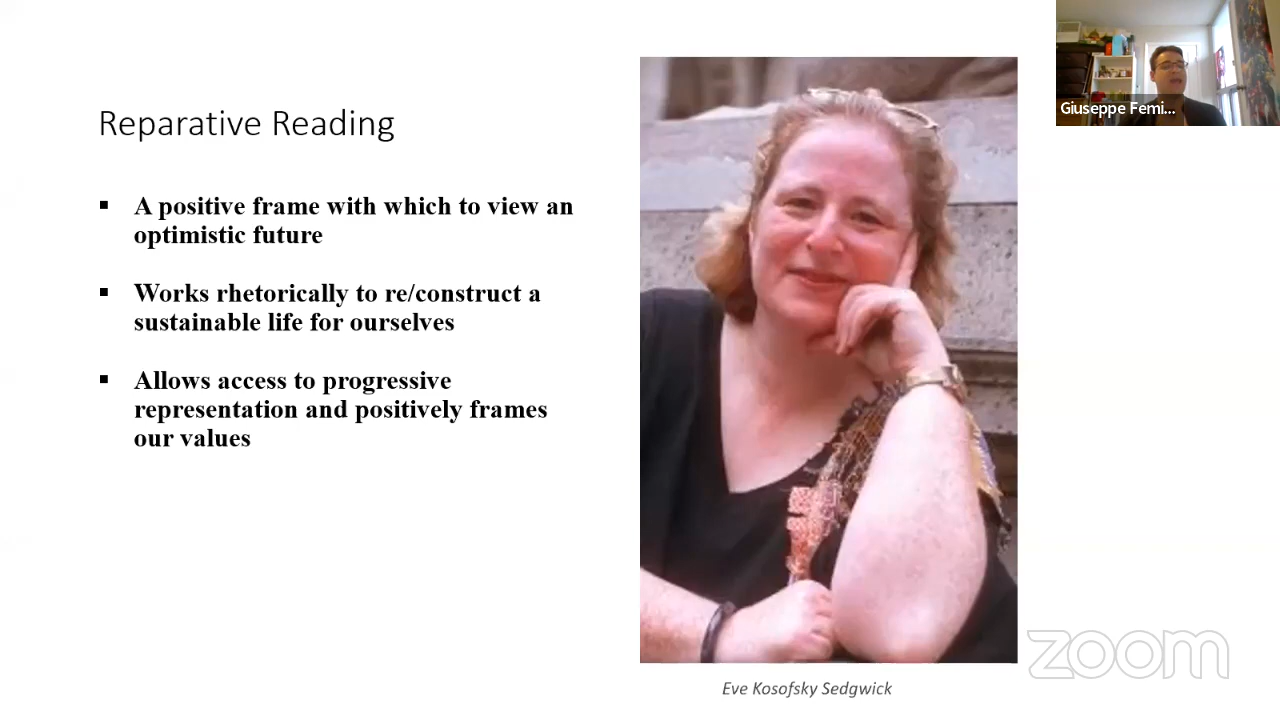 Reparative Reading
A positive frame with which to view an
optimistic future
Works rhetorically to re/construct a
sustainable life for ourselves
Allows access to progressive
representation and positively frames
our values
Eve Kosofsky Sedgwick
Giuseppe Femi...
zoom